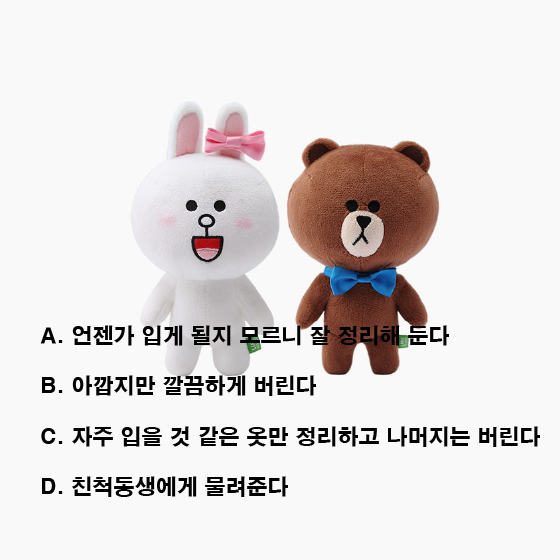 A. 언젠가 입게 될지 모르니 잘 정리해 둔다
B. 아깝지만 깔끔하게 버린다
C. 자주 입을 것 같은 옷만 정리하고 나머지는 버린다
D. 친척동생에게 물려준다